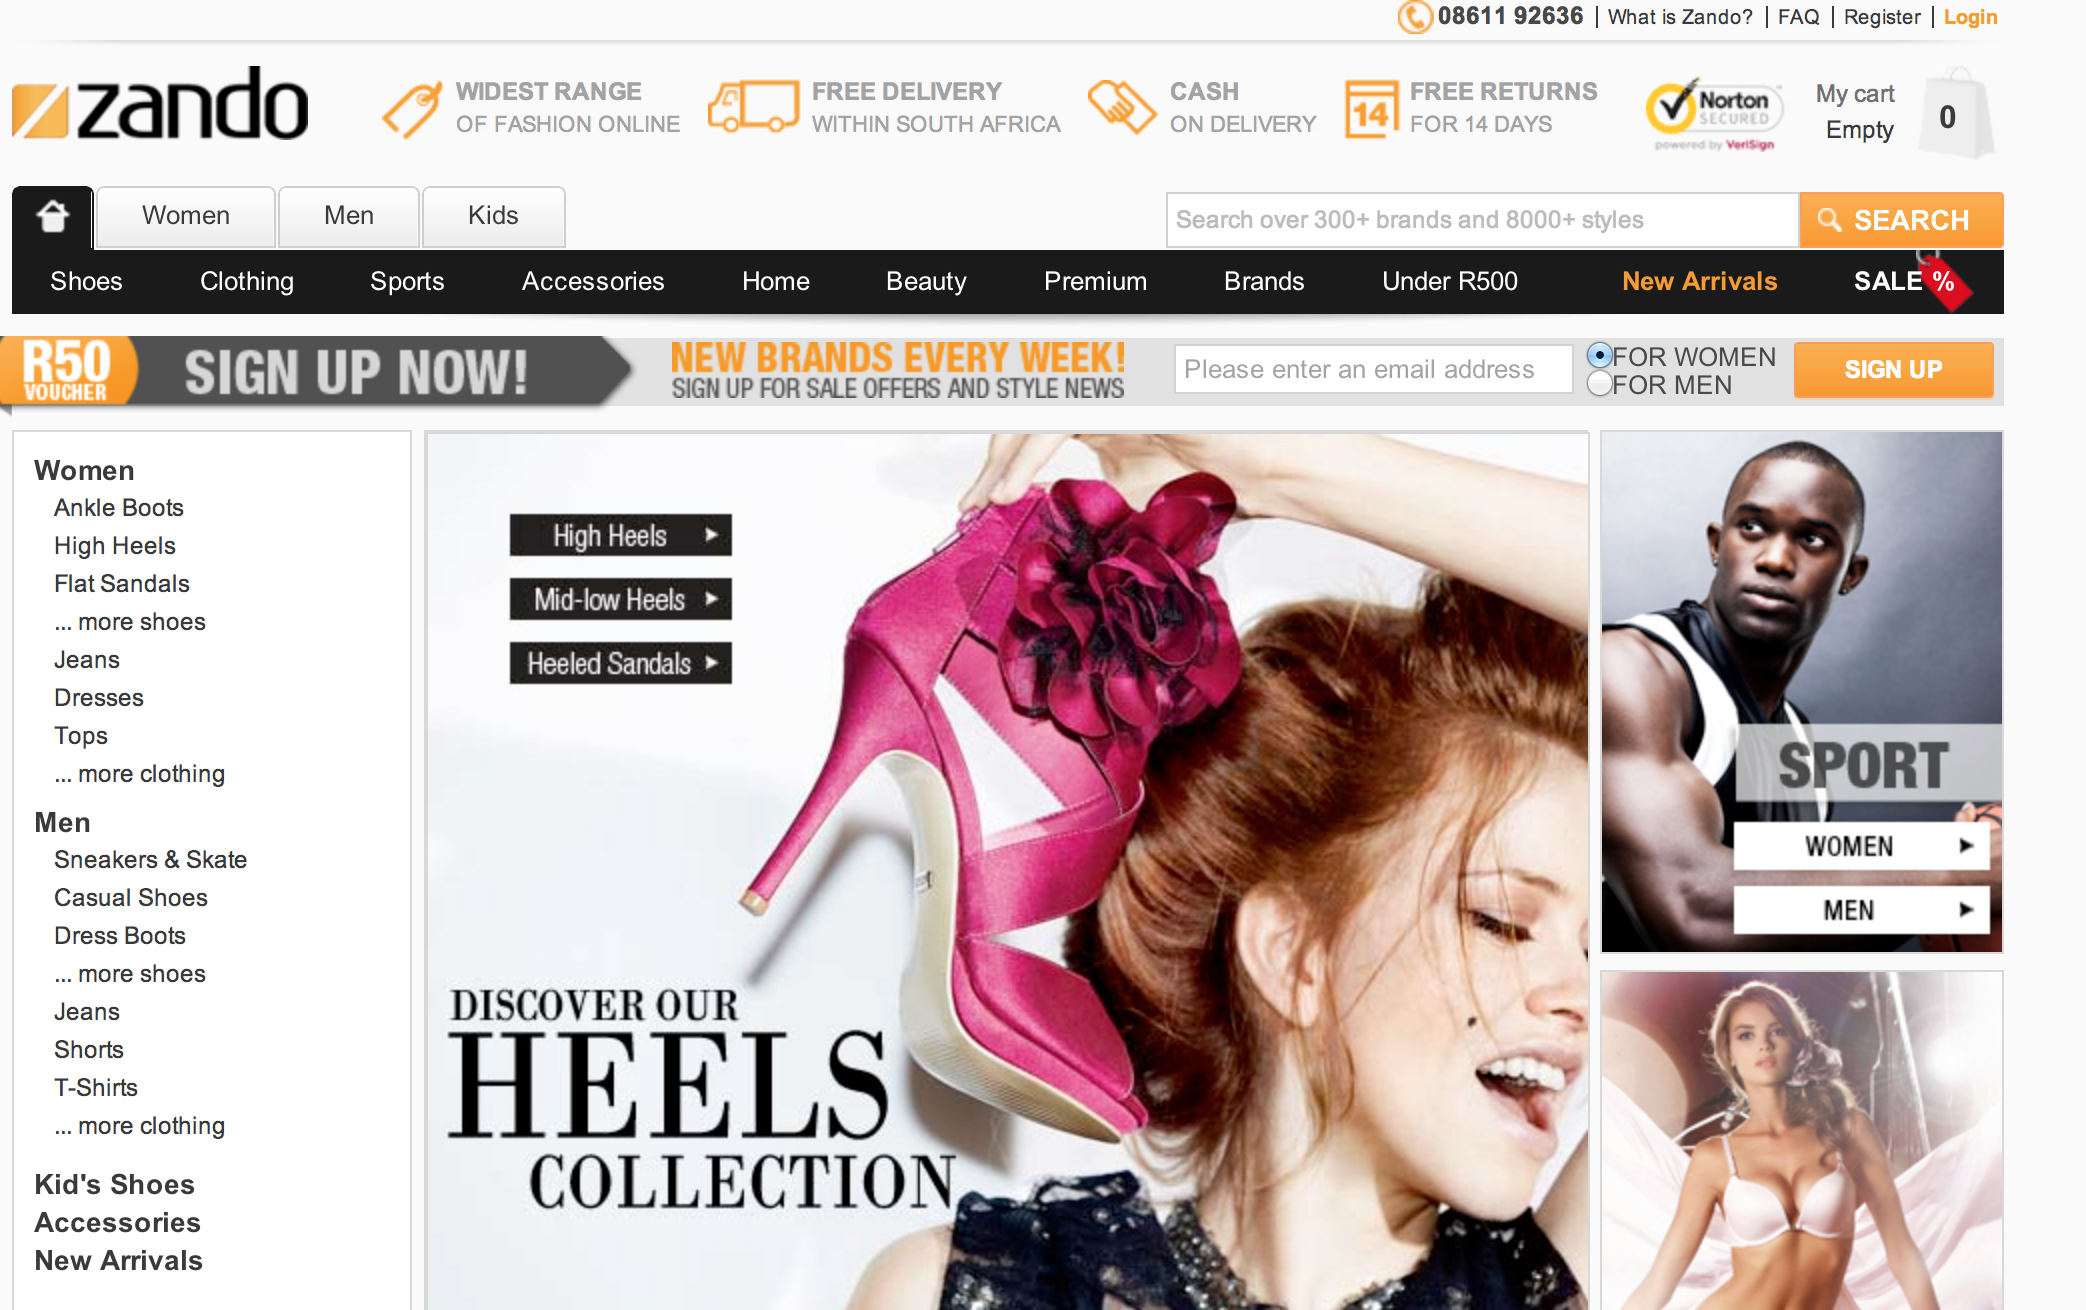 08611 92636 | What is Zando? | FAQ | Register | Login
zando
WIDEST RANGE
OF FASHION ONLINE
FREE DELIVERY
WITHIN SOUTH AFRICA
CASH
ON DELIVERY
14
FREE RETURNS
FOR 14 DAYS
Norton
SECURED
powered by VeriSign
My cart
Empty
0
Women
Men
Kids
Search over 300+ brands and 8000+ styles
SEARCH
Shoes
Clothing
Sports
Accessories
Home
Beauty
Premium
Brands
Under R500
New Arrivals
SALE %
R50
VOUCHER
SIGN UP NOW!
NEW BRANDS EVERY WEEK!
SIGN UP FOR SALE OFFERS AND STYLE NEWS
Please enter an email address
FOR WOMEN
FOR MEN
SIGN UP
Women
Ankle Boots
High Heels
Flat Sandals
... more shoes
Jeans
Dresses
Tops
... more clothing
Men
Sneakers & Skate
Casual Shoes
Dress Boots
... more shoes
Jeans
Shorts
T-Shirts
... more clothing
Kid's Shoes
Accessories
New Arrivals
High Heels
Mid-low Heels
Heeled Sandals
DISCOVER OUR
HEELS
COLLECTION
SPORT
WOMEN
MEN